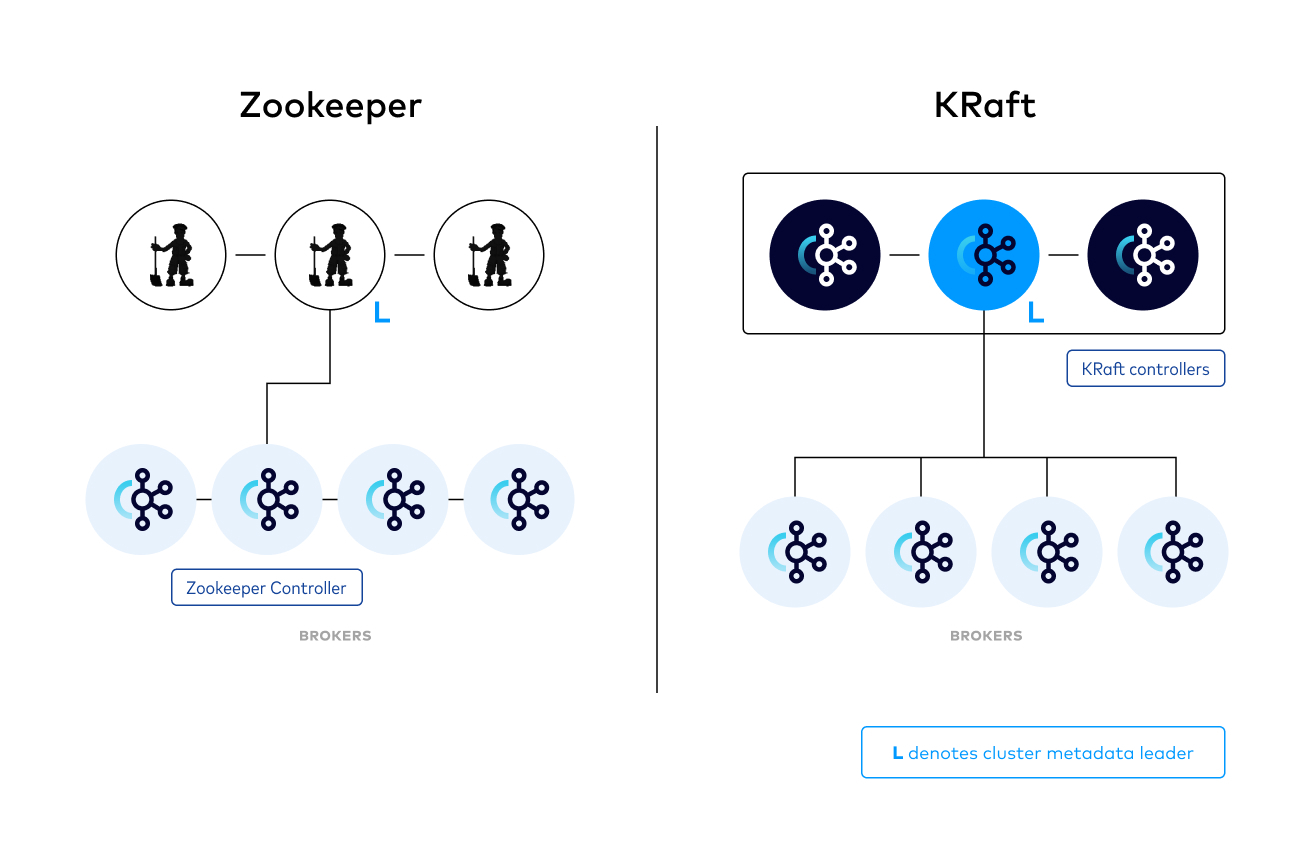 Zookeeper
L
Zookeeper Controller
BROKERS
KRaft
L
KRaft controllers
BROKERS
L denotes cluster metadata leader